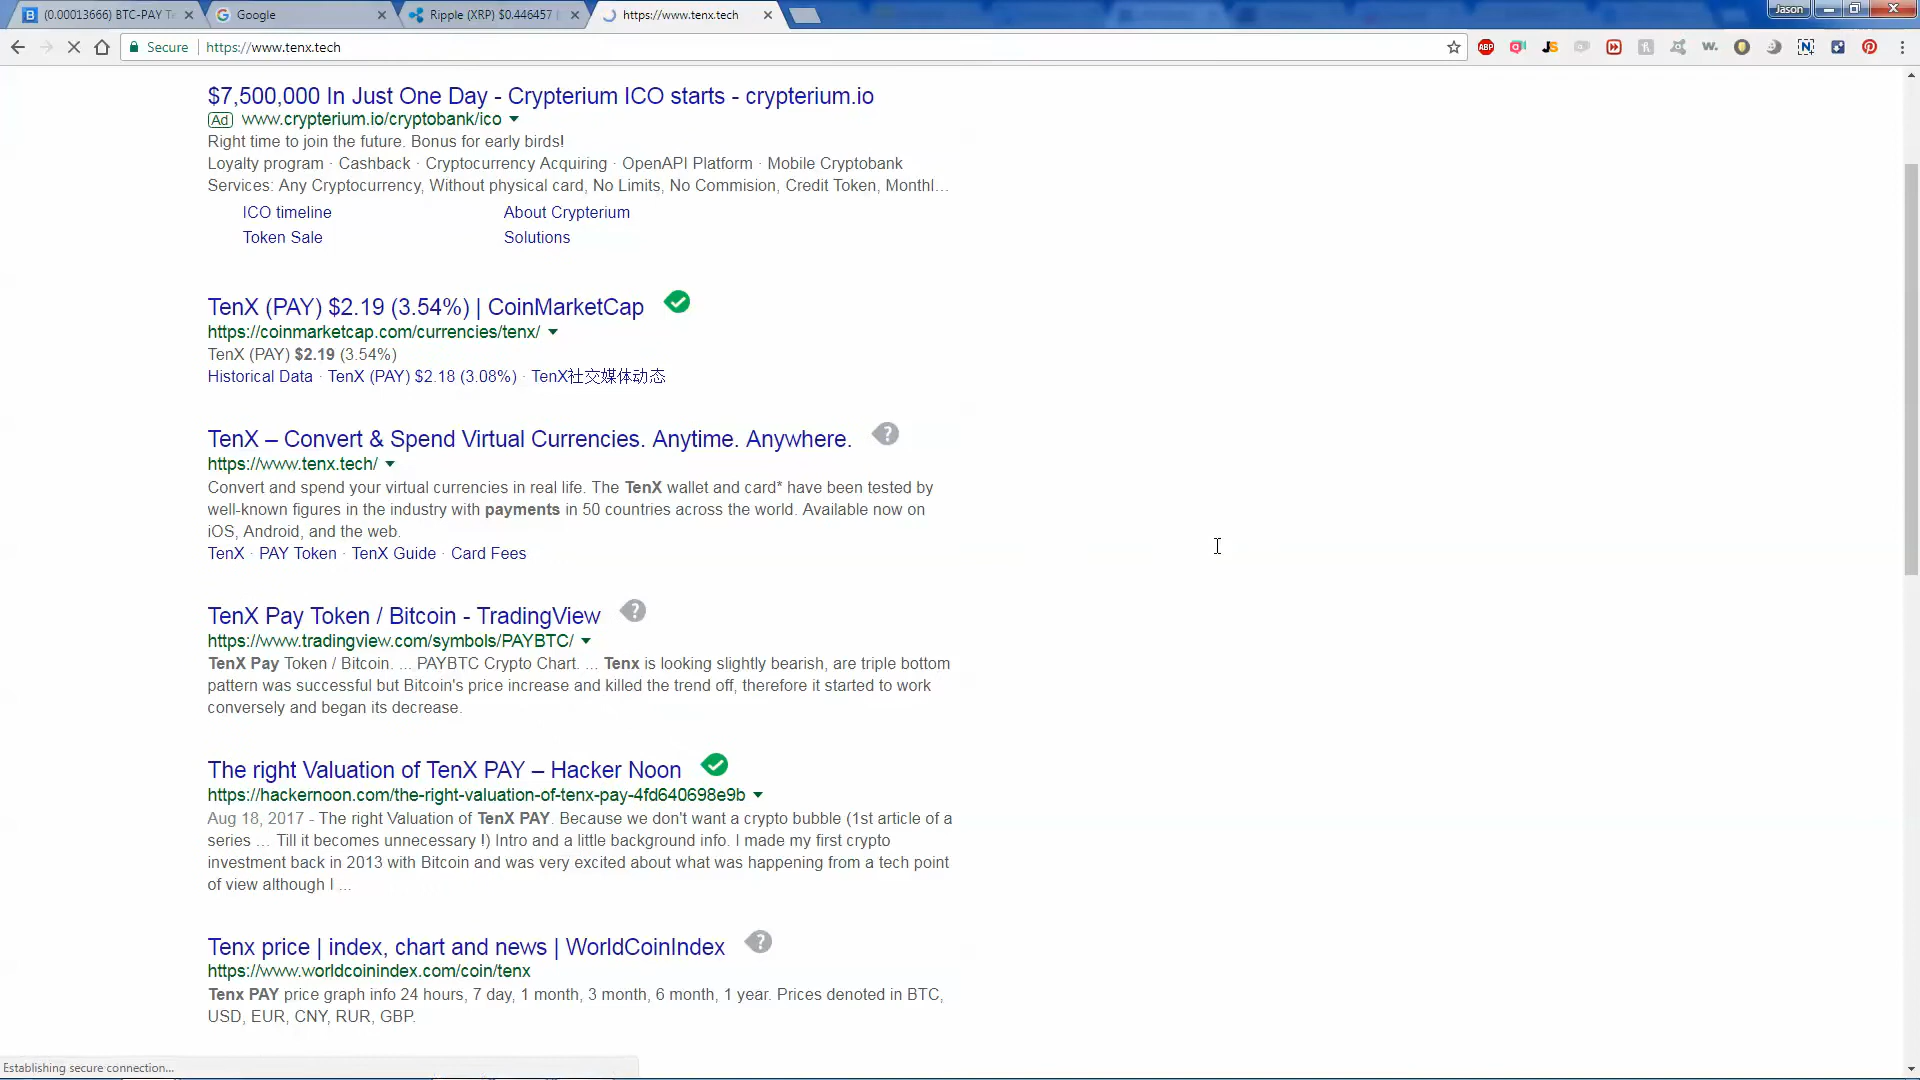 (0.00013666) BTC-PAY T
Google
Ripple (XRP) $0.446457
https://www.tenx.tech
Jason
Secure
https://www.tenx.tech
ABP
JS
w.
N
$7,500,000 In Just One Day - Crypterium ICO starts - crypterium.io
Ad www.crypterium.io/cryptobank/ico
Right time to join the future. Bonus for early birds!
Loyalty program · Cashback · Cryptocurrency Acquiring · OpenAPI Platform · Mobile Cryptobank
Services: Any Cryptocurrency, Without physical card, No Limits, No Commision, Credit Token, Monthl...
ICO timeline
About Crypterium
Token Sale
Solutions
TenX (PAY) $2.19 (3.54%) | CoinMarketCap
https://coinmarketcap.com/currencies/tenx/
TenX (PAY) $2.19 (3.54%)
Historical Data · TenX (PAY) $2.18 (3.08%) · TenX社交媒体动态
TenX – Convert & Spend Virtual Currencies. Anytime. Anywhere.
?
https://www.tenx.tech/
Convert and spend your virtual currencies in real life. The TenX wallet and card* have been tested by
well-known figures in the industry with payments in 50 countries across the world. Available now on
iOS, Android, and the web.
TenX · PAY Token · TenX Guide · Card Fees
TenX Pay Token / Bitcoin - TradingView
?
https://www.tradingview.com/symbols/PAYBTC/
TenX Pay Token / Bitcoin. ... PAYBTC Crypto Chart. ... Tenx is looking slightly bearish, are triple bottom
pattern was successful but Bitcoin's price increase and killed the trend off, therefore it started to work
conversely and began its decrease.
The right Valuation of TenX PAY – Hacker Noon
https://hackernoon.com/the-right-valuation-of-tenx-pay-4fd640698e9b
Aug 18, 2017 - The right Valuation of TenX PAY. Because we don't want a crypto bubble (1st article of a
series ... Till it becomes unnecessary !) Intro and a little background info. I made my first crypto
investment back in 2013 with Bitcoin and was very excited about what was happening from a tech point
of view although I ...
Tenx price | index, chart and news | WorldCoinIndex
?
https://www.worldcoinindex.com/coin/tenx
Tenx PAY price graph info 24 hours, 7 day, 1 month, 3 month, 6 month, 1 year. Prices denoted in BTC,
USD, EUR, CNY, RUR, GBP.
Establishing secure connection...